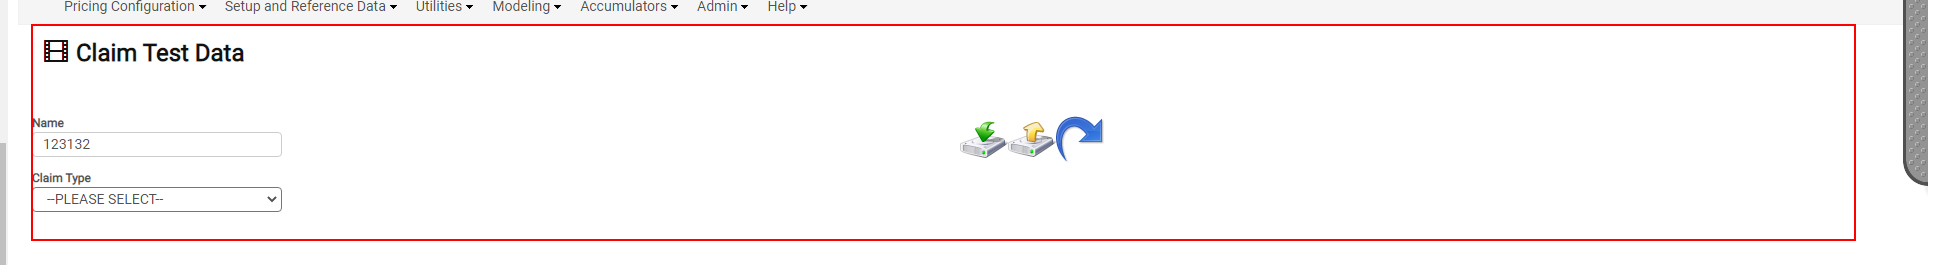 Pricing Configuration Setup and Reference Data Utilities Modeling Accumulators Admin Help
Claim Test Data
Name
123132
Claim Type
--PLEASE SELECT--